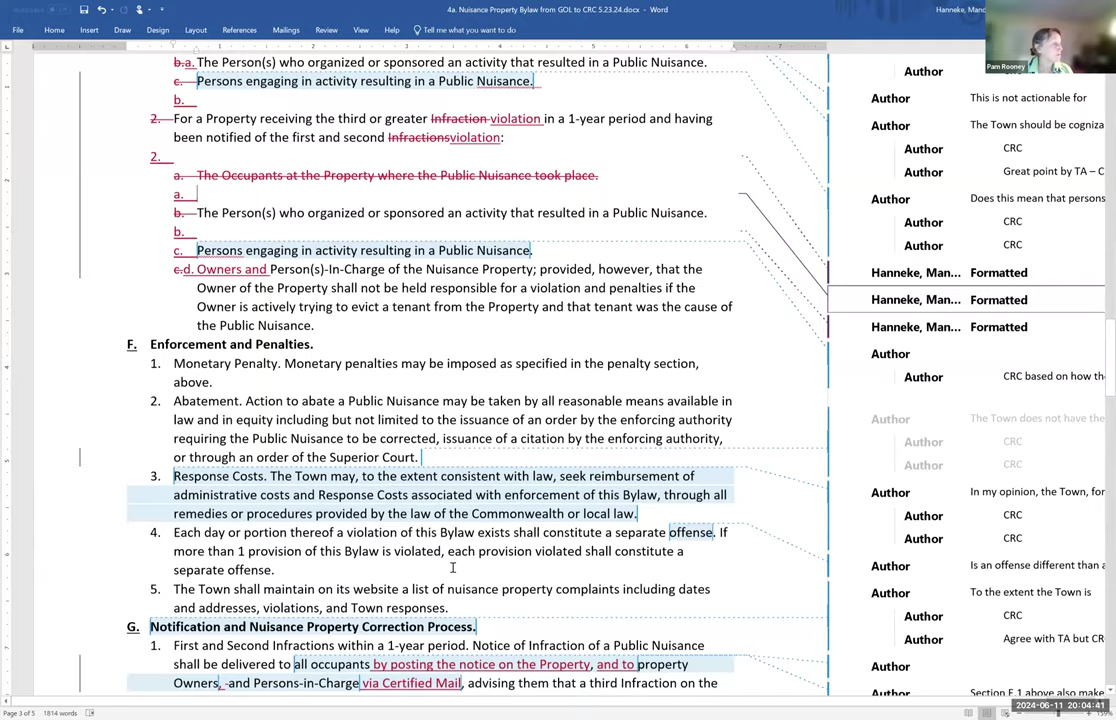 4a. Nuisance Property Bylaw from GOL to CRC 5.23.24.docx - Word
Hanneke, Mand
File Home Insert Draw Design Layout References Mailings Review View Help Tell me what you want to do
Pam Rooney
b.a. The Person(s) who organized or sponsored an activity that resulted in a Public Nuisance.
c. Persons engaging in activity resulting in a Public Nuisance.
b.
2. For a Property receiving the third or greater Infraction violation in a 1-year period and having
been notified of the first and second Infractionsviolation:
2.
a. The Occupants at the Property where the Public Nuisance took place.
a.
b. The Person(s) who organized or sponsored an activity that resulted in a Public Nuisance.
b.
c. Persons engaging in activity resulting in a Public Nuisance.
c.d. Owners and Person(s)-In-Charge of the Nuisance Property; provided, however, that the
Owner of the Property shall not be held responsible for a violation and penalties if the
Owner is actively trying to evict a tenant from the Property and that tenant was the cause of
the Public Nuisance.
F. Enforcement and Penalties.
1. Monetary Penalty. Monetary penalties may be imposed as specified in the penalty section,
above.
2. Abatement. Action to abate a Public Nuisance may be taken by all reasonable means available in
law and in equity including but not limited to the issuance of an order by the enforcing authority
requiring the Public Nuisance to be corrected, issuance of a citation by the enforcing authority,
or through an order of the Superior Court.
3. Response Costs. The Town may, to the extent consistent with law, seek reimbursement of
administrative costs and Response Costs associated with enforcement of this Bylaw, through all
remedies or procedures provided by the law of the Commonwealth or local law.
4. Each day or portion thereof a violation of this Bylaw exists shall constitute a separate offense. If
more than 1 provision of this Bylaw is violated, each provision violated shall constitute a
separate offense.
5. The Town shall maintain on its website a list of nuisance property complaints including dates
and addresses, violations, and Town responses.
G. Notification and Nuisance Property Correction Process.
1. First and Second Infractions within a 1-year period. Notice of Infraction of a Public Nuisance
shall be delivered to all occupants by posting the notice on the Property, and to property
Owners, -and Persons-in-Charge via Certified Mail, advising them that a third Infraction on the
Author
Author This is not actionable for
Author The Town should be cogniza
Author CRC
Author Great point by TA – C
Author Does this mean that persons
Author CRC
Author CRC
Hanneke, Man... Formatted
Hanneke, Man... Formatted
Hanneke, Man... Formatted
Author
Author CRC based on how th
Author The Town does not have the
Author CRC
Author CRC
Author In my opinion, the Town, for
Author CRC
Author CRC
Author Is an offense different than a
Author To the extent the Town is
Author CRC
Author Agree with TA but CR
Author
Author CRC
Author Section F.1 above also make
Page 3 of 5 1814 words
2024-06-11 20:04:41